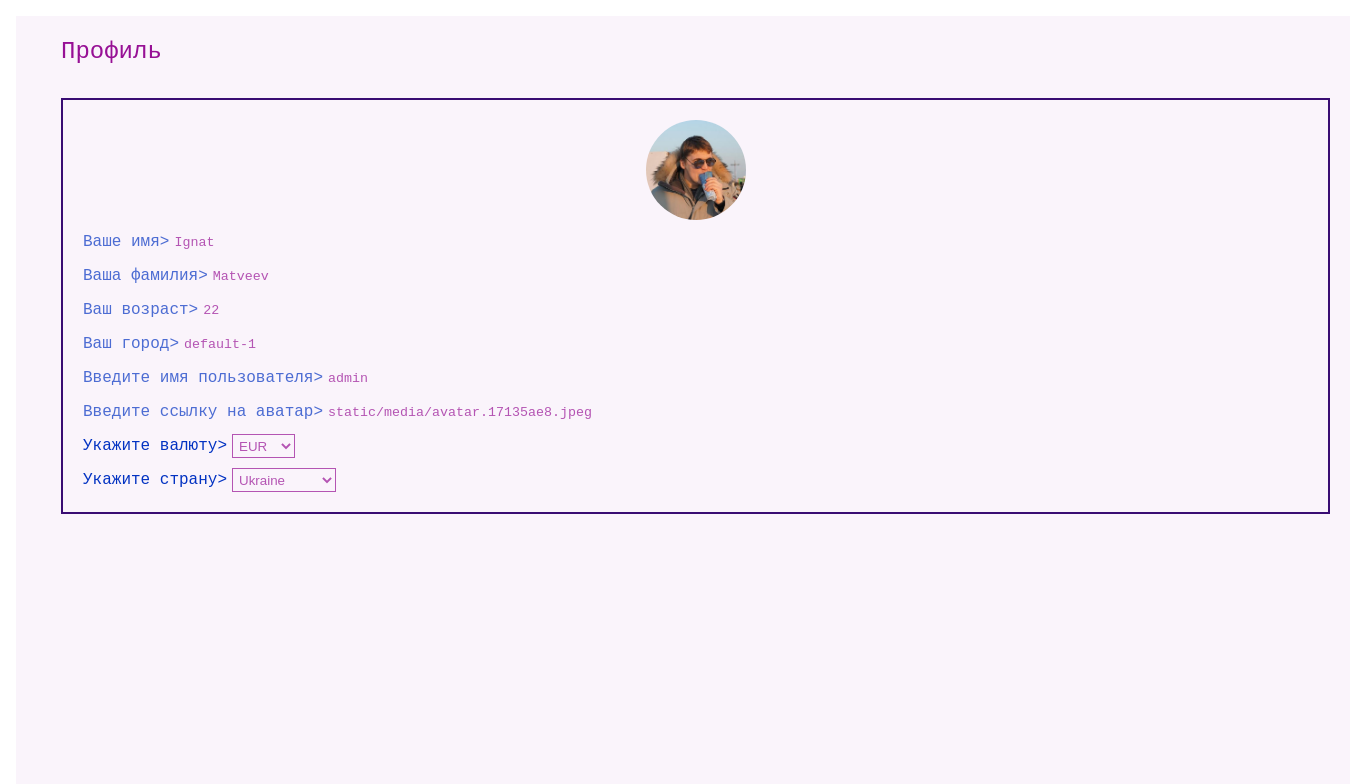 Профиль
Ваше имя> Ignat
Ваша фамилия> Matveev
Ваш возраст> 22
Ваш город> default-1
Введите имя пользователя> admin
Введите ссылку на аватар> static/media/avatar.17135ae8.jpeg
Укажите валюту> EUR
Укажите страну> Ukraine